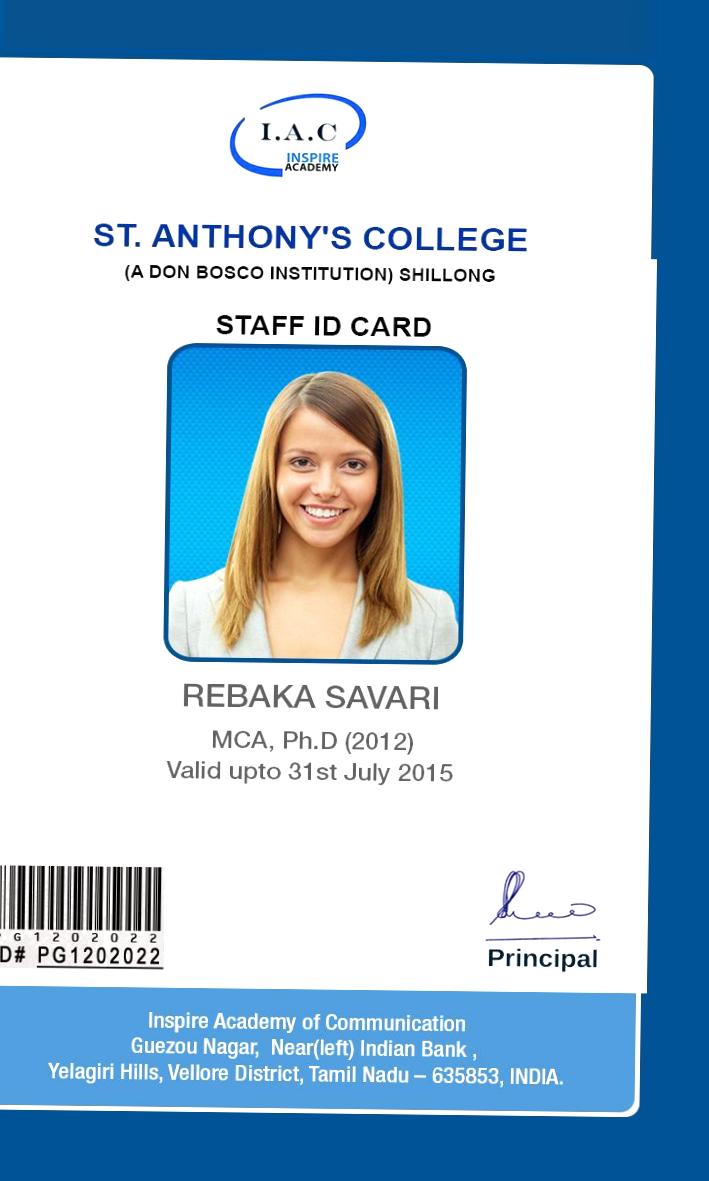 I.A.C
INSPIRE
ACADEMY
ST. ANTHONY'S COLLEGE
(A DON BOSCO INSTITUTION) SHILLONG
STAFF ID CARD
REBAKA SAVARI
MCA, Ph.D (2012)
Valid upto 31st July 2015
P G 1 2 0 2 0 2 2
D# PG1202022
Principal
Inspire Academy of Communication
Guezou Nagar, Near(left) Indian Bank ,
Yelagiri Hills, Vellore District, Tamil Nadu – 635853, INDIA.